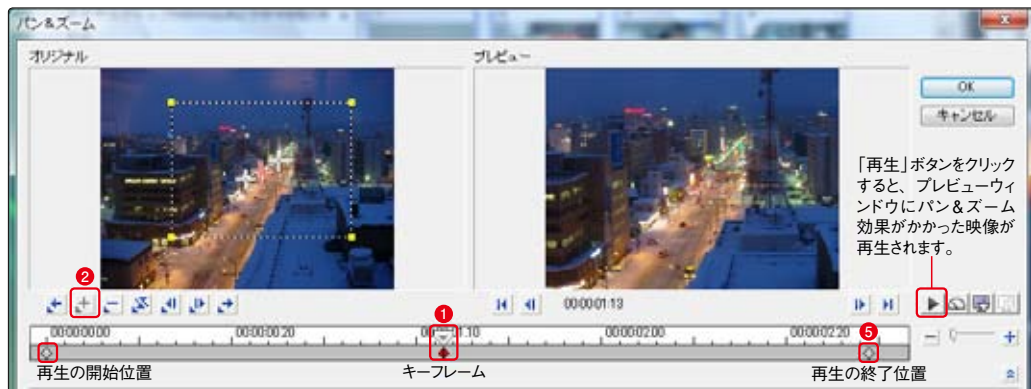 パン&ズーム
オリジナル
プレビュー
OK
キャンセル
「再生」ボタンをクリック
すると、プレビューウィ
ンドウにパン&ズーム
効果がかかった映像が
再生されます。
2
1
00:00:01:13
00:00:00:00
00:00:00:20
1:10
00:00:02:00
00:00:02:20
5
再生の開始位置
キーフレーム
再生の終了位置